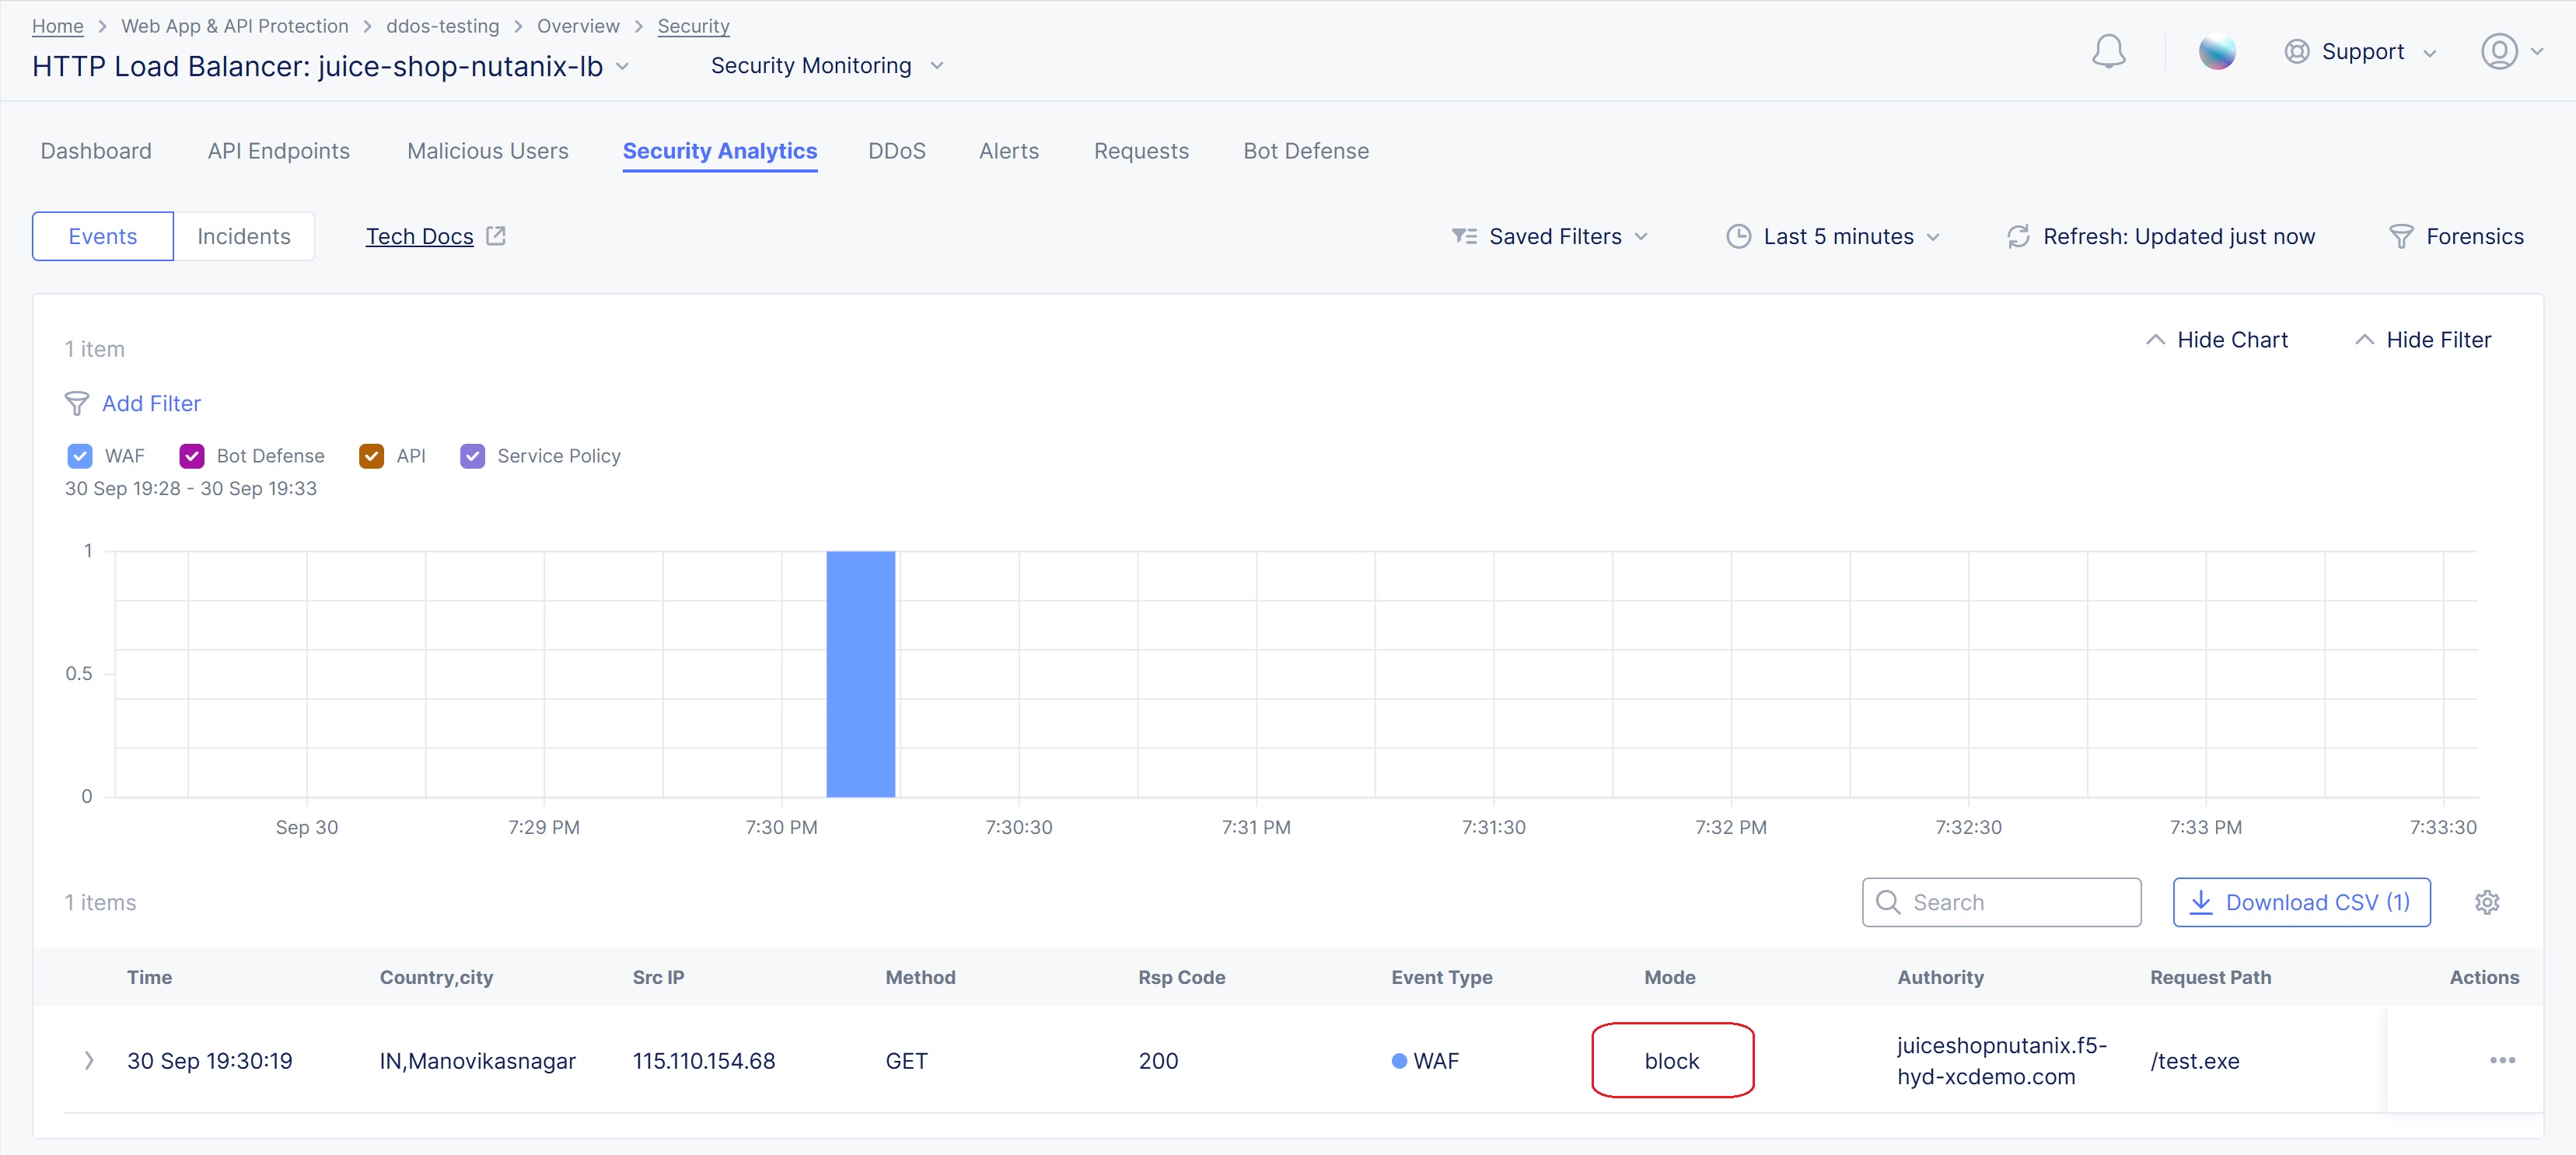 Home > Web App & API Protection > ddos-testing > Overview > Security
HTTP Load Balancer: juice-shop-nutanix-lb
Security Monitoring
Support
Dashboard API Endpoints Malicious Users Security Analytics DDoS Alerts Requests Bot Defense
Events Incidents Tech Docs Saved Filters Last 5 minutes Refresh: Updated just now Forensics
1 item Hide Chart Hide Filter
Add Filter
WAF Bot Defense API Service Policy
30 Sep 19:28 - 30 Sep 19:33
1
0.5
0
Sep 30 7:29 PM 7:30 PM 7:30:30 7:31 PM 7:31:30 7:32 PM 7:32:30 7:33 PM 7:33:30
1 items Search Download CSV (1)
Time Country,city Src IP Method Rsp Code Event Type Mode Authority Request Path Actions
30 Sep 19:30:19 IN,Manovikasnagar 115.110.154.68 GET 200 WAF block juiceshopnutanix.f5- /test.exe
hyd-xcdemo.com